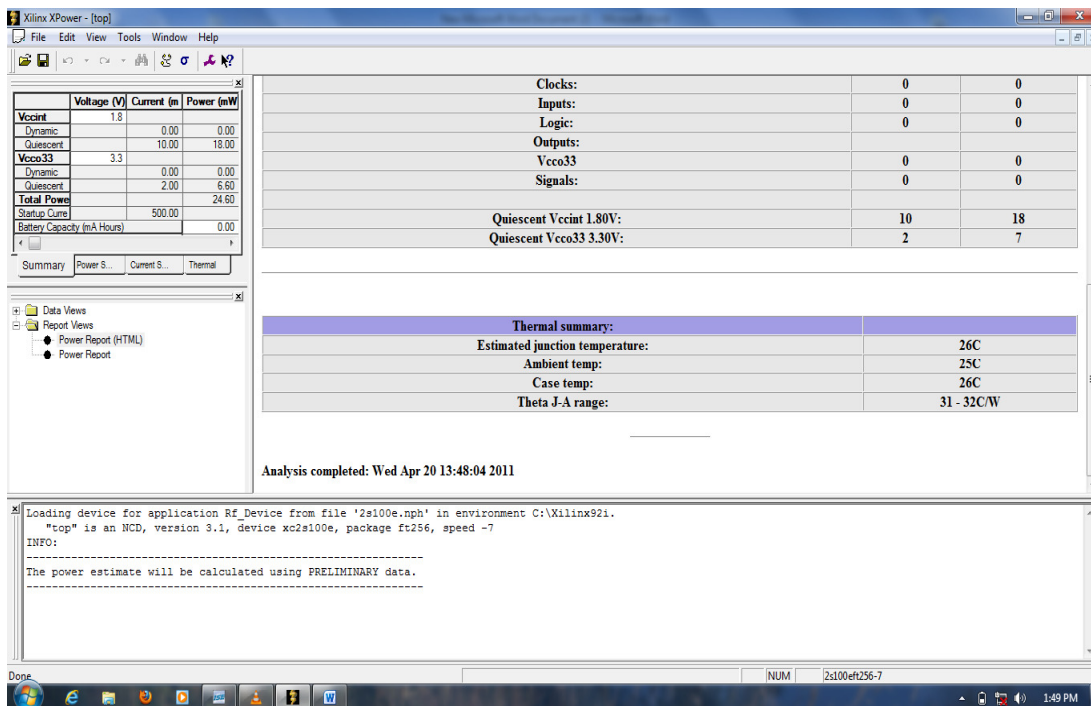 Xilinx XPower - [top]
File Edit View Tools Window Help
Voltage (V) Current (m Power (mW
Vccint 1.8
Dynamic 0.00 0.00
Quiescent 10.00 18.00
Vcco33 3.3
Dynamic 0.00 0.00
Quiescent 2.00 6.60
Total Powe 24.60
Startup Curre 500.00
Battery Capacity (mA Hours) 0.00
Summary Power S... Current S... Thermal
Data Views
Report Views
Power Report (HTML)
Power Report
Clocks: 0 0
Inputs: 0 0
Logic: 0 0
Outputs:
Vcco33 0 0
Signals: 0 0
Quiescent Vccint 1.80V: 10 18
Quiescent Vcco33 3.30V: 2 7
Thermal summary:
Estimated junction temperature: 26C
Ambient temp: 25C
Case temp: 26C
Theta J-A range: 31 - 32C/W
Analysis completed: Wed Apr 20 13:48:04 2011
Loading device for application Rf_Device from file '2s100e.nph' in environment C:\Xilinx92i.
"top" is an NCD, version 3.1, device xc2s100e, package ft256, speed -7
INFO:
------------------------------------------------------------------
The power estimate will be calculated using PRELIMINARY data.
------------------------------------------------------------------
Done NUM 2s100eft256-7
1:49 PM